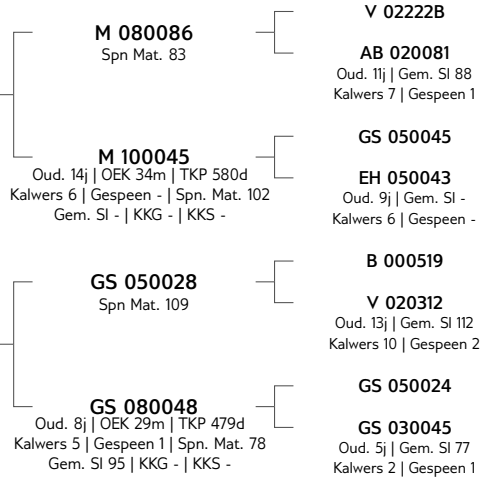 M 080086
Spn Mat. 83
M 100045
Oud. 14j | OEK 34m | TKP 580d
Kalwers 6 | Gespeen - | Spn. Mat. 102
Gem. SI - | KKG - | KKS -
GS 050028
Spn Mat. 109
GS 080048
Oud. 8j | OEK 29m | TKP 479d
Kalwers 5 | Gespeen 1 | Spn. Mat. 78
Gem. SI 95 | KKG - | KKS -
V 02222B
AB 020081
Oud. 11j | Gem. SI 88
Kalwers 7 | Gespeen 1
GS 050045
EH 050043
Oud. 9j | Gem. SI -
Kalwers 6 | Gespeen -
B 000519
V 020312
Oud. 13j | Gem. SI 112
Kalwers 10 | Gespeen 2
GS 050024
GS 030045
Oud. 5j | Gem. SI 77
Kalwers 2 | Gespeen 1